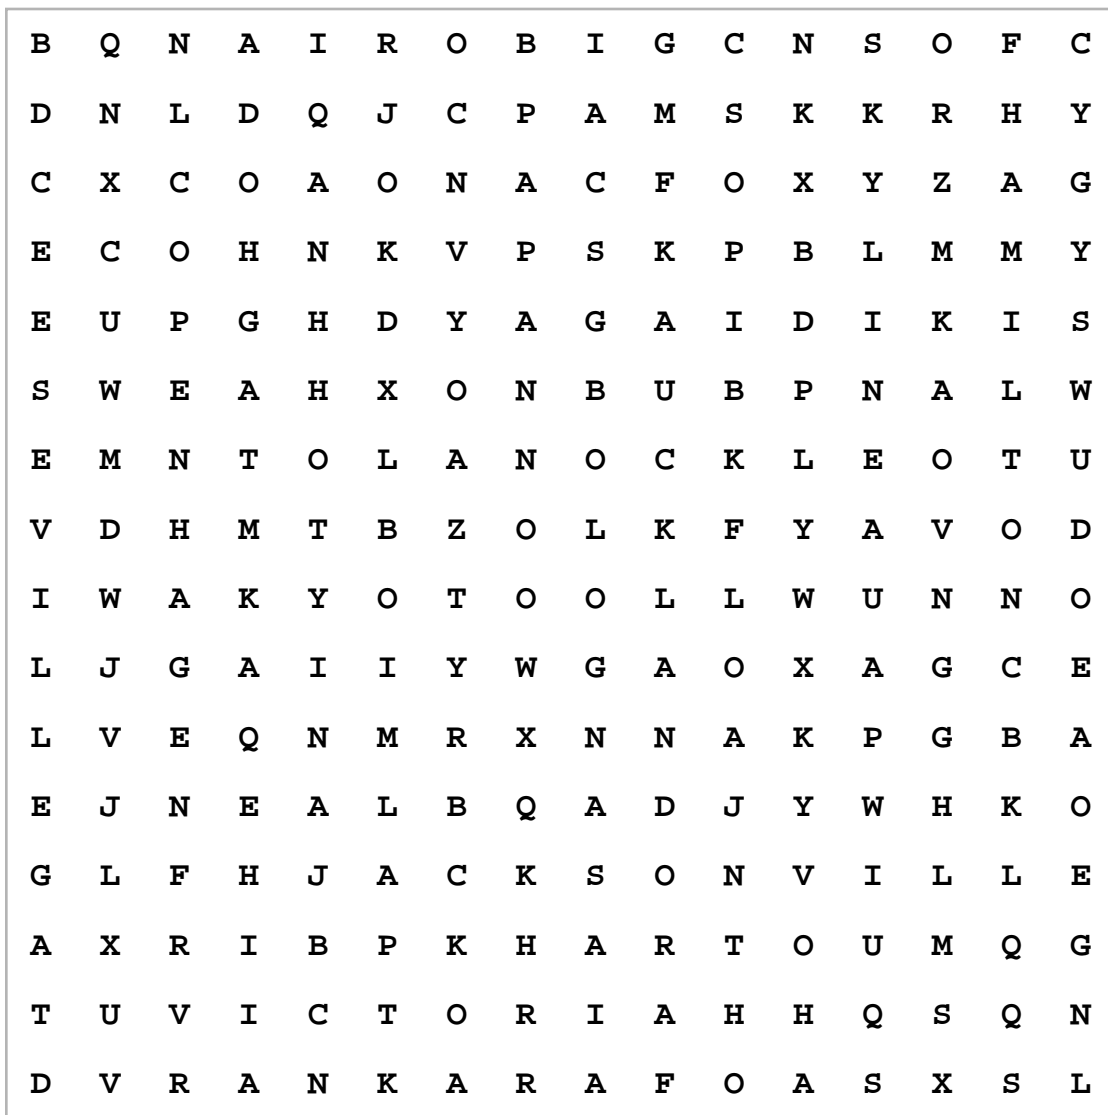 B Q N A I R O B I G C N S O F C
D N L D Q J C P A M S K K R H Y
C X C O A O N A C F O X Y Z A G
E C O H N K V P S K P B L M M Y
E U P G H D Y A G A I D I K I S
S W E A H X O N B U B P N A L W
E M N T O L A N O C K L E O T U
V D H M T B Z O L K F Y A V O D
I W A K Y O T O O L L W U N N O
L J G A I I Y W G A O X A G C E
L V E Q N M R X N N A K P G B A
E J N E A L B Q A D J Y W H K O
G L F H J A C K S O N V I L L E
A X R I B P K H A R T O U M Q G
T U V I C T O R I A H H Q S Q N
D V R A N K A R A F O A S X S L